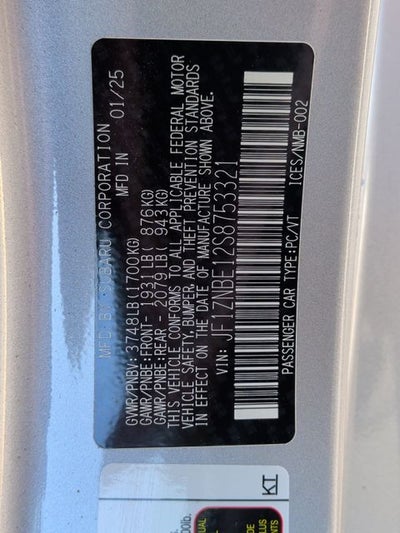 MFD BY SUBARU CORPORATION
MFD IN 01/25
GVWR/PNBV: 3748LB(1700KG)
GAWR/PNBE:FRONT- 1931LB( 876KG)
GAWR/PNBE:REAR - 2079LB( 943KG)
THIS VEHICLE CONFORMS TO ALL APPLICABLE FEDERAL MOTOR
VEHICLE SAFETY, BUMPER, AND THEFT PREVENTION STANDARDS
IN EFFECT ON THE DATE OF MANUFACTURE SHOWN ABOVE.
VIN: JF1ZNBE12S8753321
ICES/NMB-002
PASSENGER CAR TYPE:PC/VT
KT